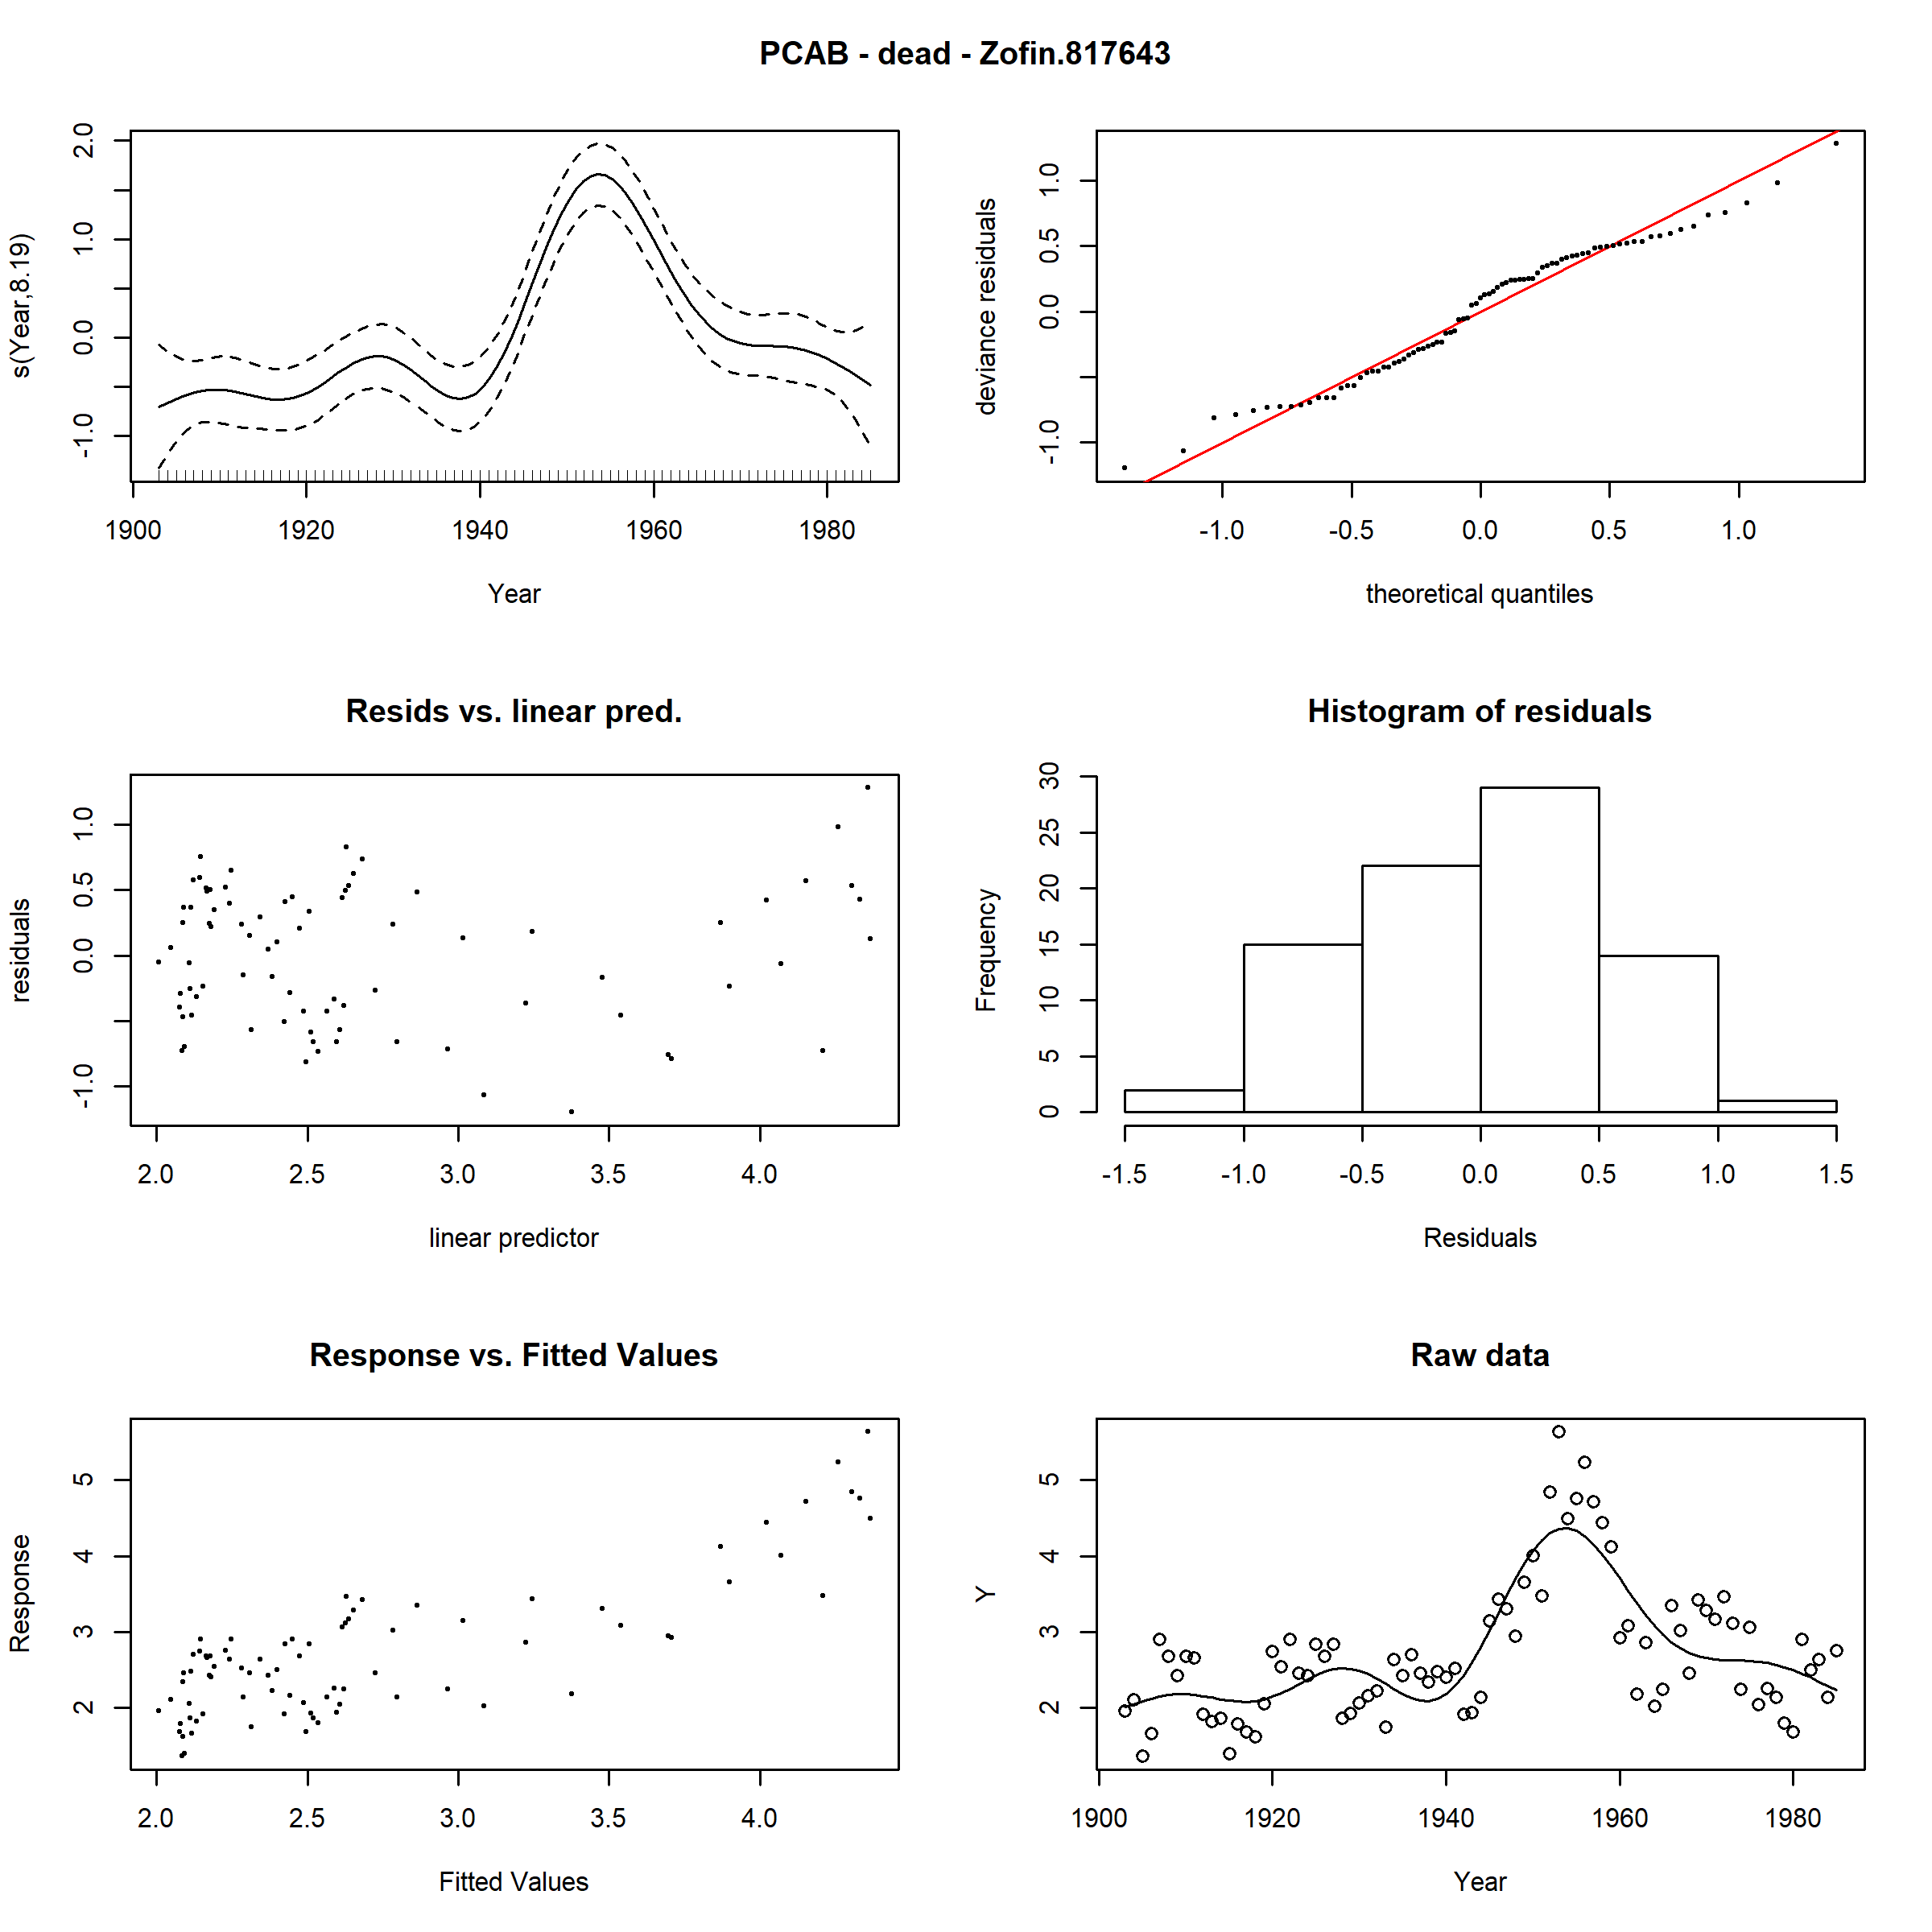 PCAB - dead - Zofin.817643
s(Year,8.19)
2.0
1.0
0.0
-1.0
1900 1920 1940 1960 1980
Year
deviance residuals
1.0
0.5
0.0
-1.0
-1.0 -0.5 0.0 0.5 1.0
theoretical quantiles
Resids vs. linear pred.
residuals
1.0
0.5
0.0
-1.0
2.0 2.5 3.0 3.5 4.0
linear predictor
Histogram of residuals
Frequency
30
25
20
15
10
5
0
-1.5 -1.0 -0.5 0.0 0.5 1.0 1.5
Residuals
Response vs. Fitted Values
Response
5
4
3
2
2.0 2.5 3.0 3.5 4.0
Fitted Values
Raw data
Y
5
4
3
2
1900 1920 1940 1960 1980
Year